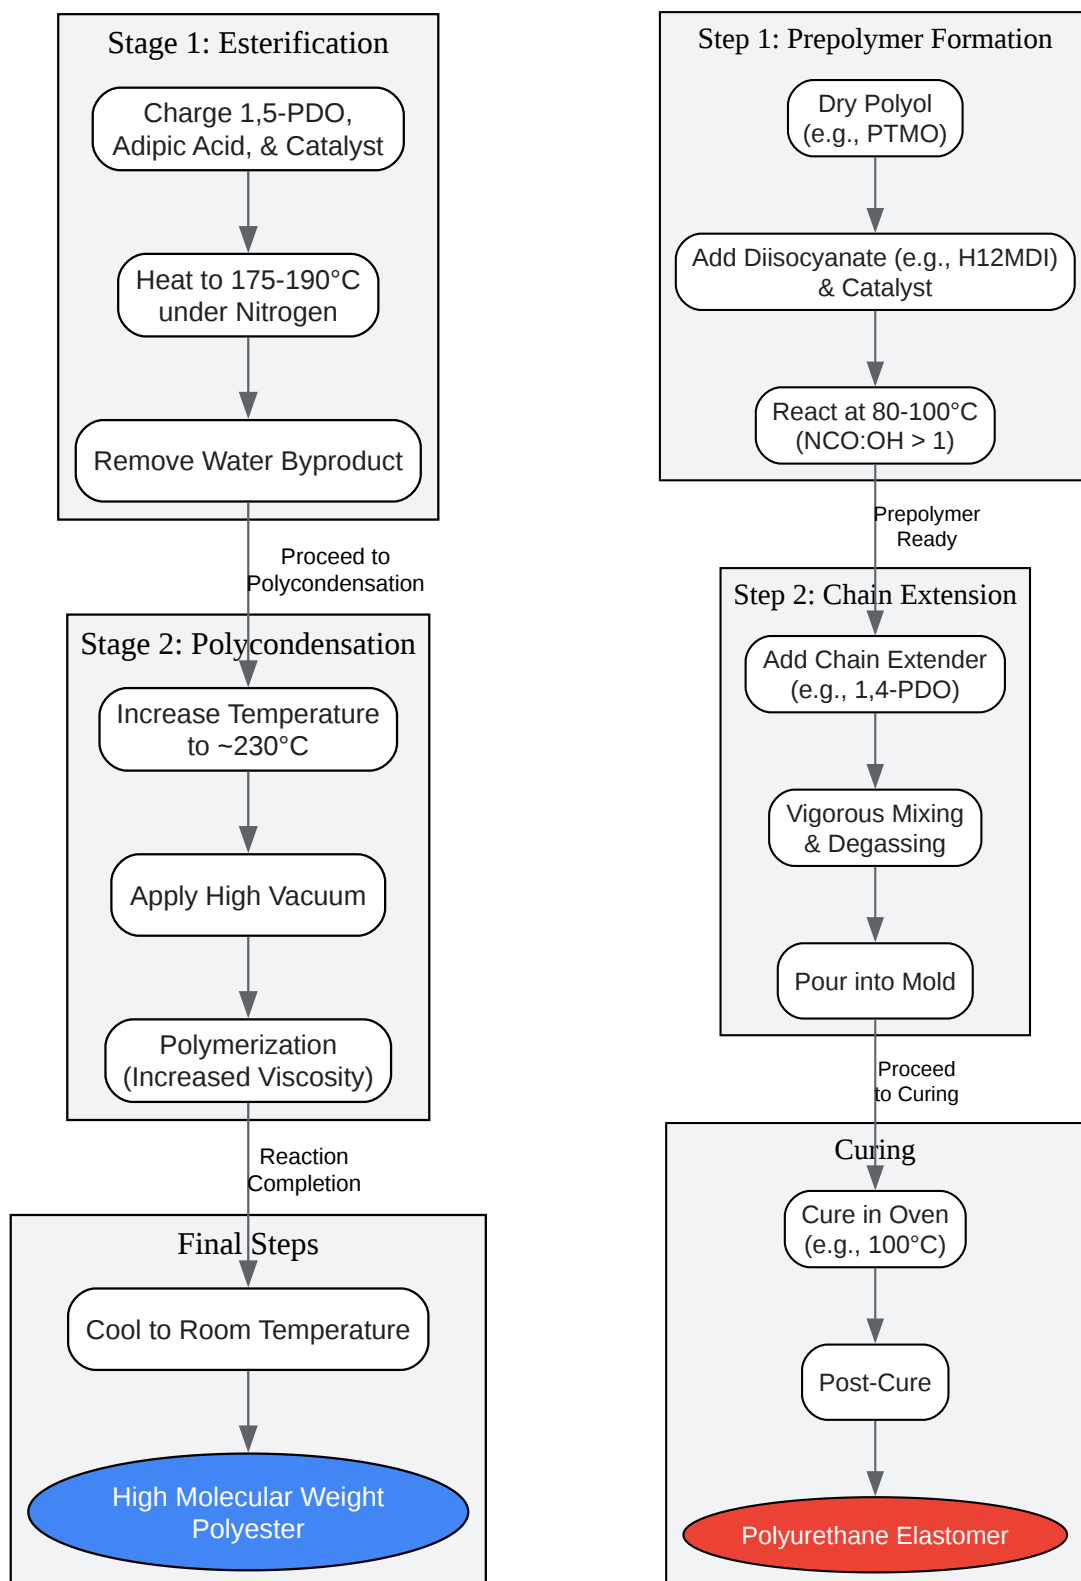 Stage 1: Esterification
Charge 1,5-PDO,
Adipic Acid, & Catalyst
Heat to 175-190°C
under Nitrogen
Remove Water Byproduct
Proceed to
Polycondensation
Stage 2: Polycondensation
Increase Temperature
to ~230°C
Apply High Vacuum
Polymerization
(Increased Viscosity)
Reaction
Completion
Final Steps
Cool to Room Temperature
High Molecular Weight
Polyester
Step 1: Prepolymer Formation
Dry Polyol
(e.g., PTMO)
Add Diisocyanate (e.g., H12MDI)
& Catalyst
React at 80-100°C
(NCO:OH > 1)
Prepolymer
Ready
Step 2: Chain Extension
Add Chain Extender
(e.g., 1,4-PDO)
Vigorous Mixing
& Degassing
Pour into Mold
Proceed
to Curing
Curing
Cure in Oven
(e.g., 100°C)
Post-Cure
Polyurethane Elastomer